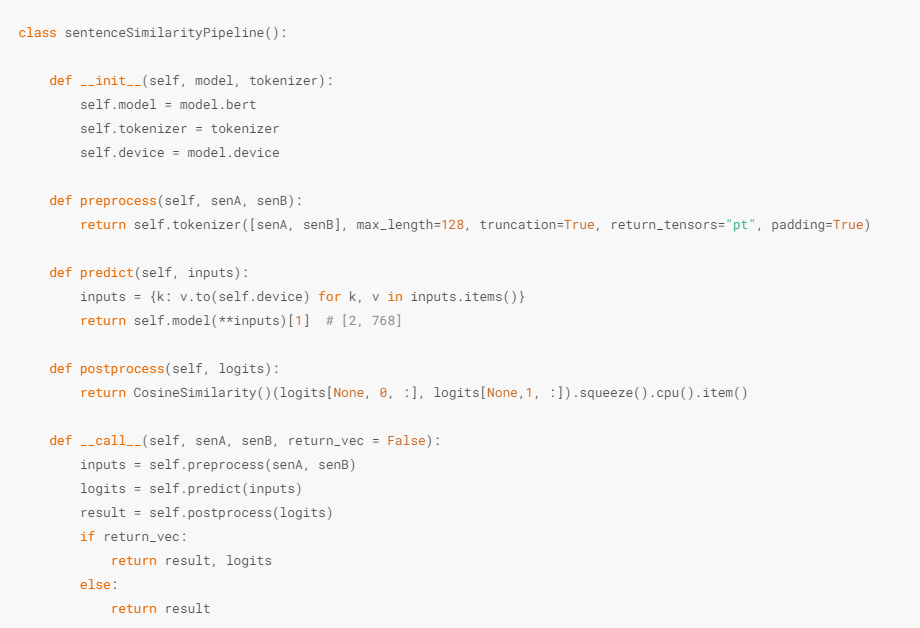 class sentenceSimilarityPipeline():
    def __init__(self, model, tokenizer):
        self.model = model.bert
        self.tokenizer = tokenizer
        self.device = model.device
    def preprocess(self, senA, senB):
        return self.tokenizer([senA, senB], max_length=128, truncation=True, return_tensors="pt", padding=True)
    def predict(self, inputs):
        inputs = {k: v.to(self.device) for k, v in inputs.items()}
        return self.model(**inputs)[1]  # [2, 768]
    def postprocess(self, logits):
        return CosineSimilarity()(logits[None, 0, :], logits[None,1, :]).squeeze().cpu().item()
    def __call__(self, senA, senB, return_vec = False):
        inputs = self.preprocess(senA, senB)
        logits = self.predict(inputs)
        result = self.postprocess(logits)
        if return_vec:
            return result, logits
        else:
            return result